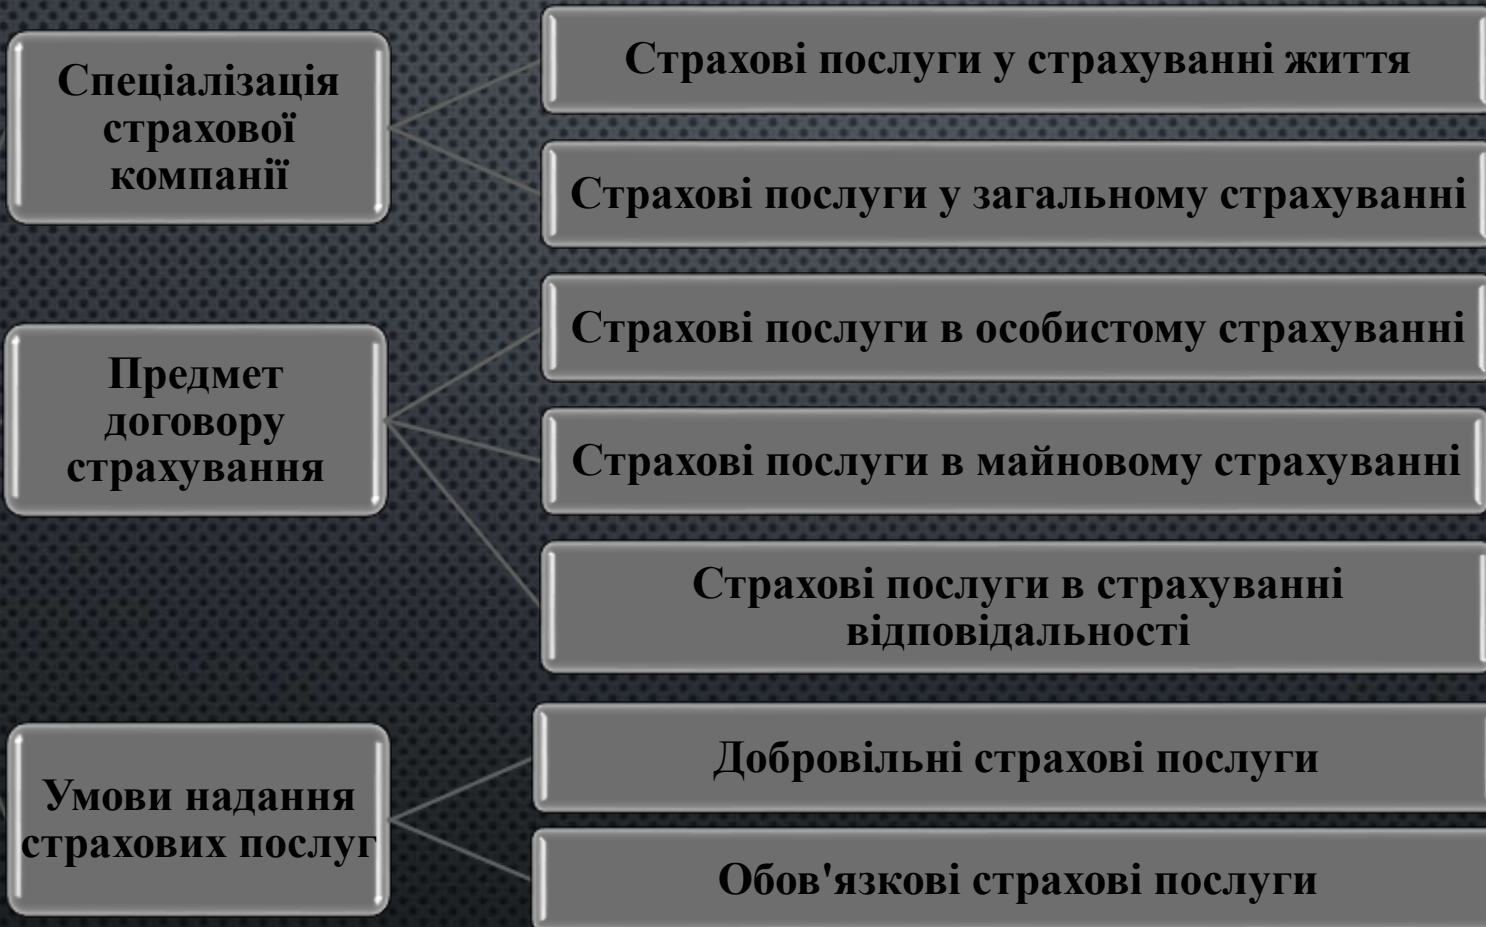 Спеціалізація
страхової
компанії
Страхові послуги у страхуванні життя
Страхові послуги у загальному страхуванні
Предмет
договору
страхування
Страхові послуги в особистому страхуванні
Страхові послуги в майновому страхуванні
Страхові послуги в страхуванні
відповідальності
Умови надання
страхових послуг
Добровільні страхові послуги
Обов'язкові страхові послуги